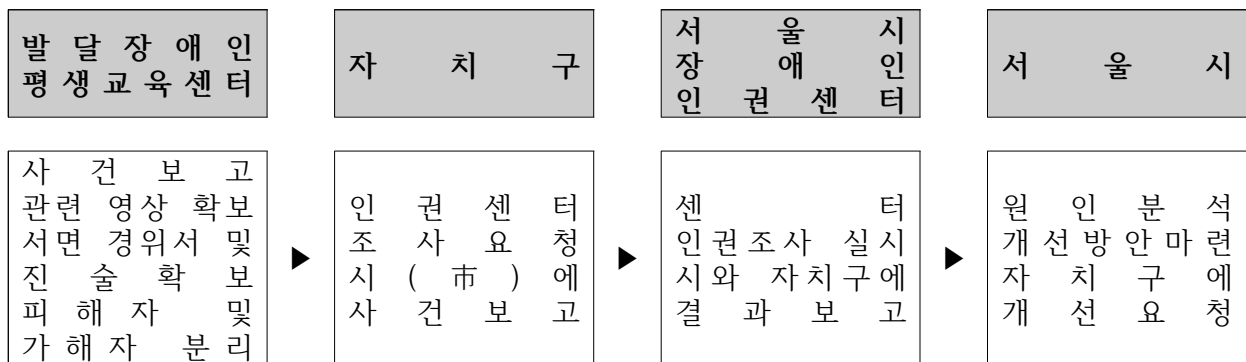 발달장애인
평생교육센터
자치구
서울시
장애인
인권센터
서울시
사건보고
관련 영상 확보
서면 경위서 및
진술확보
피해자 및
가해자 분리
▶
인권센터
조사요청
시(市)에
사건보고
▶
센터
인권조사 실시
시와 자치구에
결과보고
▶
원인분석
개선방안마련
자치구에
개선요청